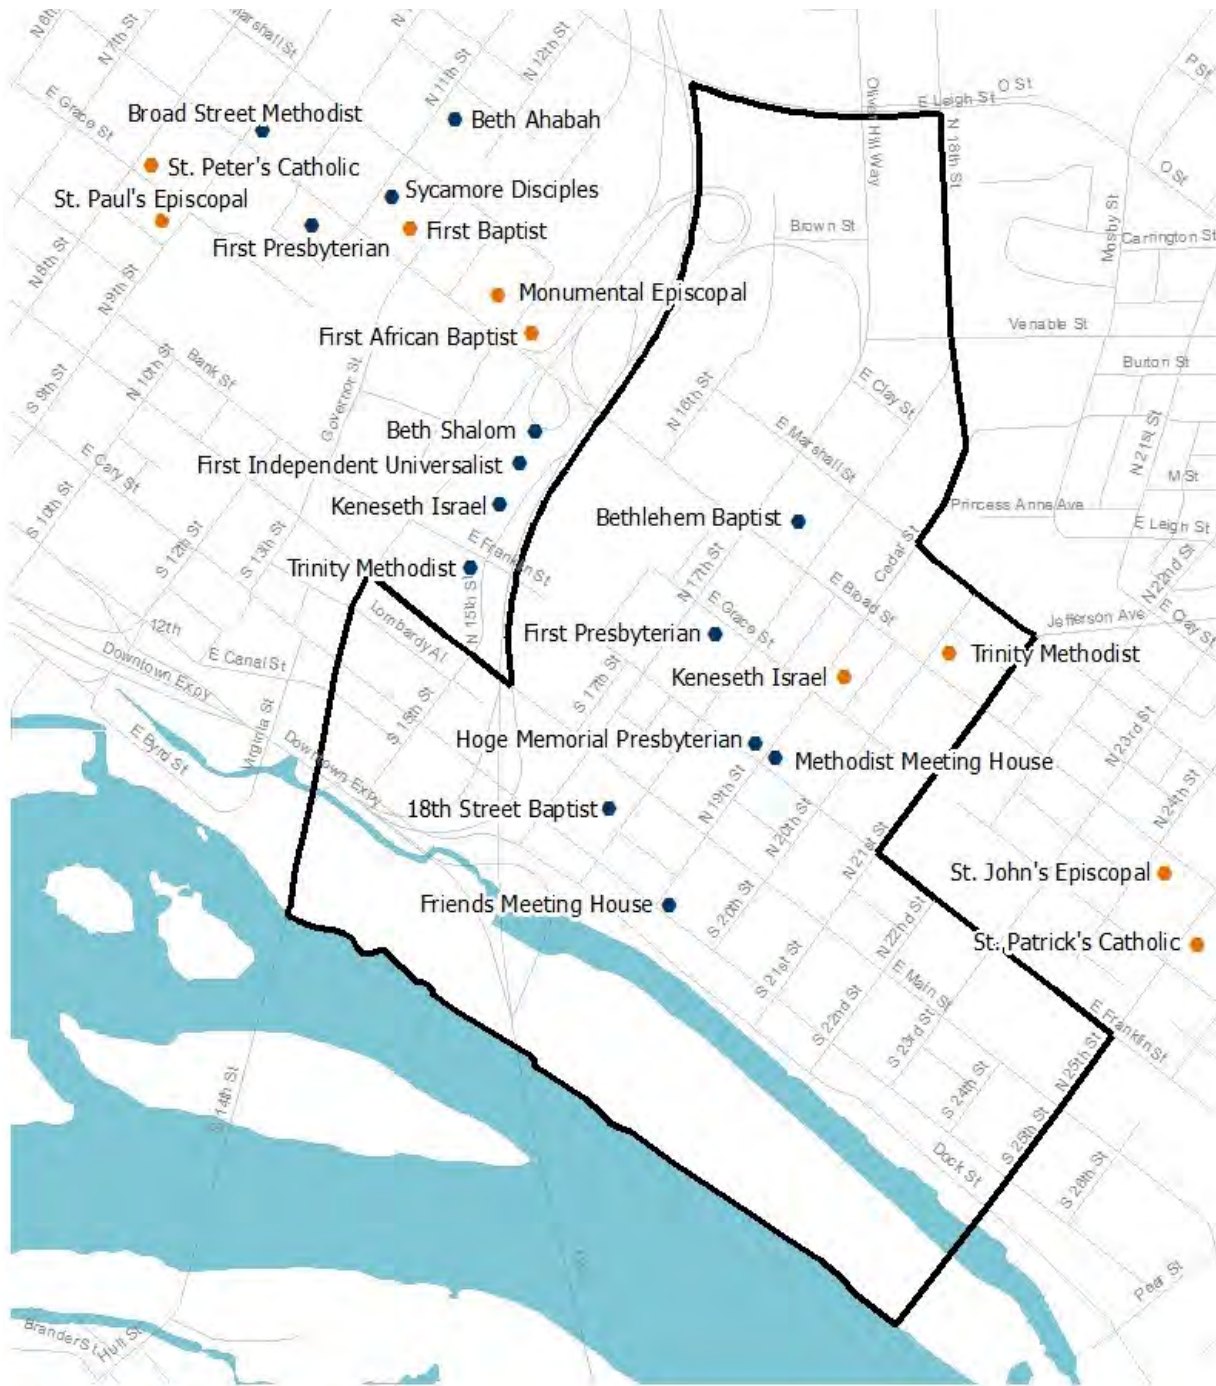 N 6th St
N 7th St
Marshall St
N 11th St
N 12th St
P St
E Grace St
Broad Street Methodist
Beth Ahabah
Oliver Hill Way
E Leigh St
O St
N 18th St
St. Peter's Catholic
O St
St. Paul's Episcopal
Sycamore Disciples
First Presbyterian
First Baptist
Brown St
Mosby St
Carrington St
N 8th St
N 9th St
Monumental Episcopal
First African Baptist
Venable St
Bank St
N 10th St
Burton St
S 9th St
Governor St
N 16th St
E Clay St
E Marshall St
Beth Shalom
N 21st St
First Independent Universalist
E Cary St
M St
Keneseth Israel
Princess Anne Ave
S 10th St
Bethlehem Baptist
E Leigh St
S 12th St
S 13th St
E Franklin St
Cedar St
Trinity Methodist
N 17th St
N 22nd St
N 15th St
E Broad St
E Grace St
Jefferson Ave
E Clay St
Lombardy Al
12th
First Presbyterian
E Canal St
Trinity Methodist
Downtown Expy
Keneseth Israel
S 17th St
S 15th St
Virginia St
N 23rd St
E Byrd St
Downtown Expy
Hoge Memorial Presbyterian
Methodist Meeting House
N 19th St
N 24th St
18th Street Baptist
N 20th St
N 21st St
St. John's Episcopal
Friends Meeting House
S 20th St
N 22nd St
St. Patrick's Catholic
S 21st St
E Main St
S 22nd St
S 23rd St
E Franklin St
N 25th St
S 14th St
S 24th St
S 25th St
Dock St
S 26th St
Pear St
Brander St
Hull St